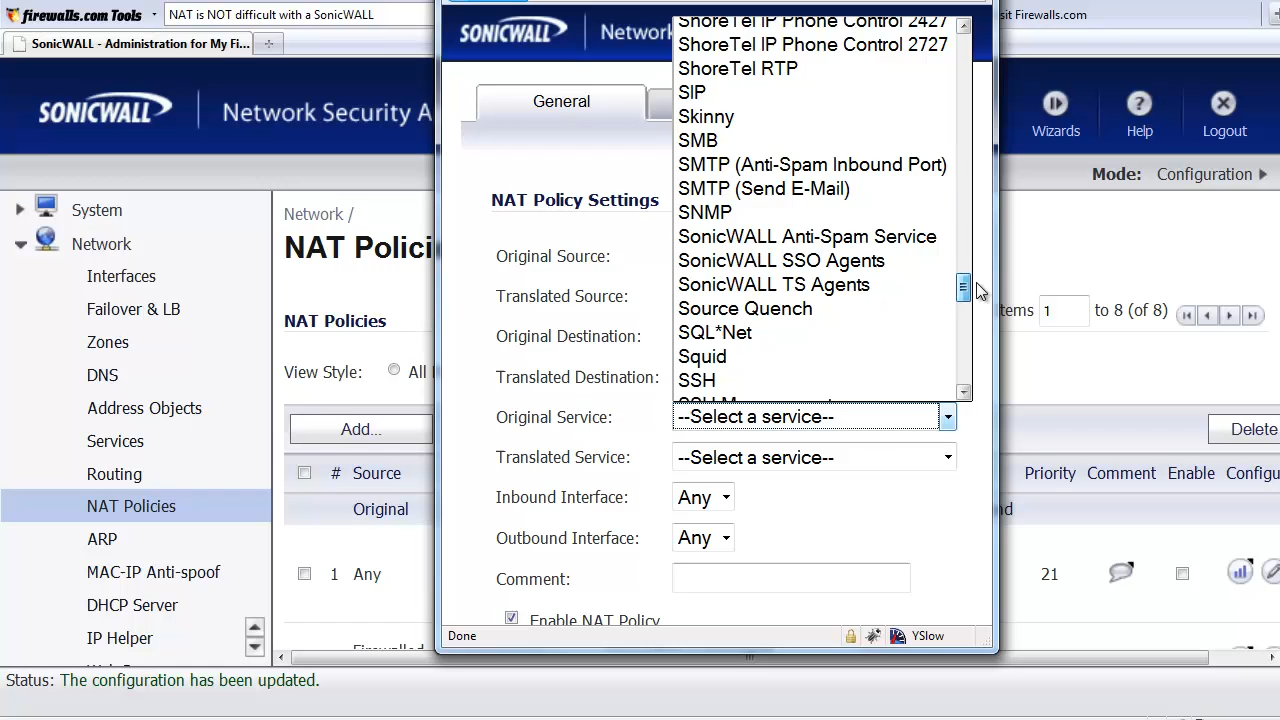 firewalls.com Tools
NAT is NOT difficult with a SonicWALL
sit Firewalls.com
SonicWALL - Administration for My Fi...
SONICWALL
Network Security A
Wizards
Help
Logout
Mode: Configuration
System
Network
Interfaces
Failover & LB
Zones
DNS
Address Objects
Services
Routing
NAT Policies
ARP
MAC-IP Anti-spoof
DHCP Server
IP Helper
Network /
NAT Polici
NAT Policies
tems 1 to 8 (of 8)
View Style: All
Add...
Delete
# Source
Priority Comment Enable Configu
Original
nd
1 Any
21
Firewalled
SONICWALL
Network
General
NAT Policy Settings
Original Source:
Translated Source:
Original Destination:
Translated Destination:
Original Service: --Select a service--
Translated Service: --Select a service--
Inbound Interface: Any
Outbound Interface: Any
Comment:
Enable NAT Policy
Done
YSlow
ShoreTel IP Phone Control 2427
ShoreTel IP Phone Control 2727
ShoreTel RTP
SIP
Skinny
SMB
SMTP (Anti-Spam Inbound Port)
SMTP (Send E-Mail)
SNMP
SonicWALL Anti-Spam Service
SonicWALL SSO Agents
SonicWALL TS Agents
Source Quench
SQL*Net
Squid
SSH
Status: The configuration has been updated.